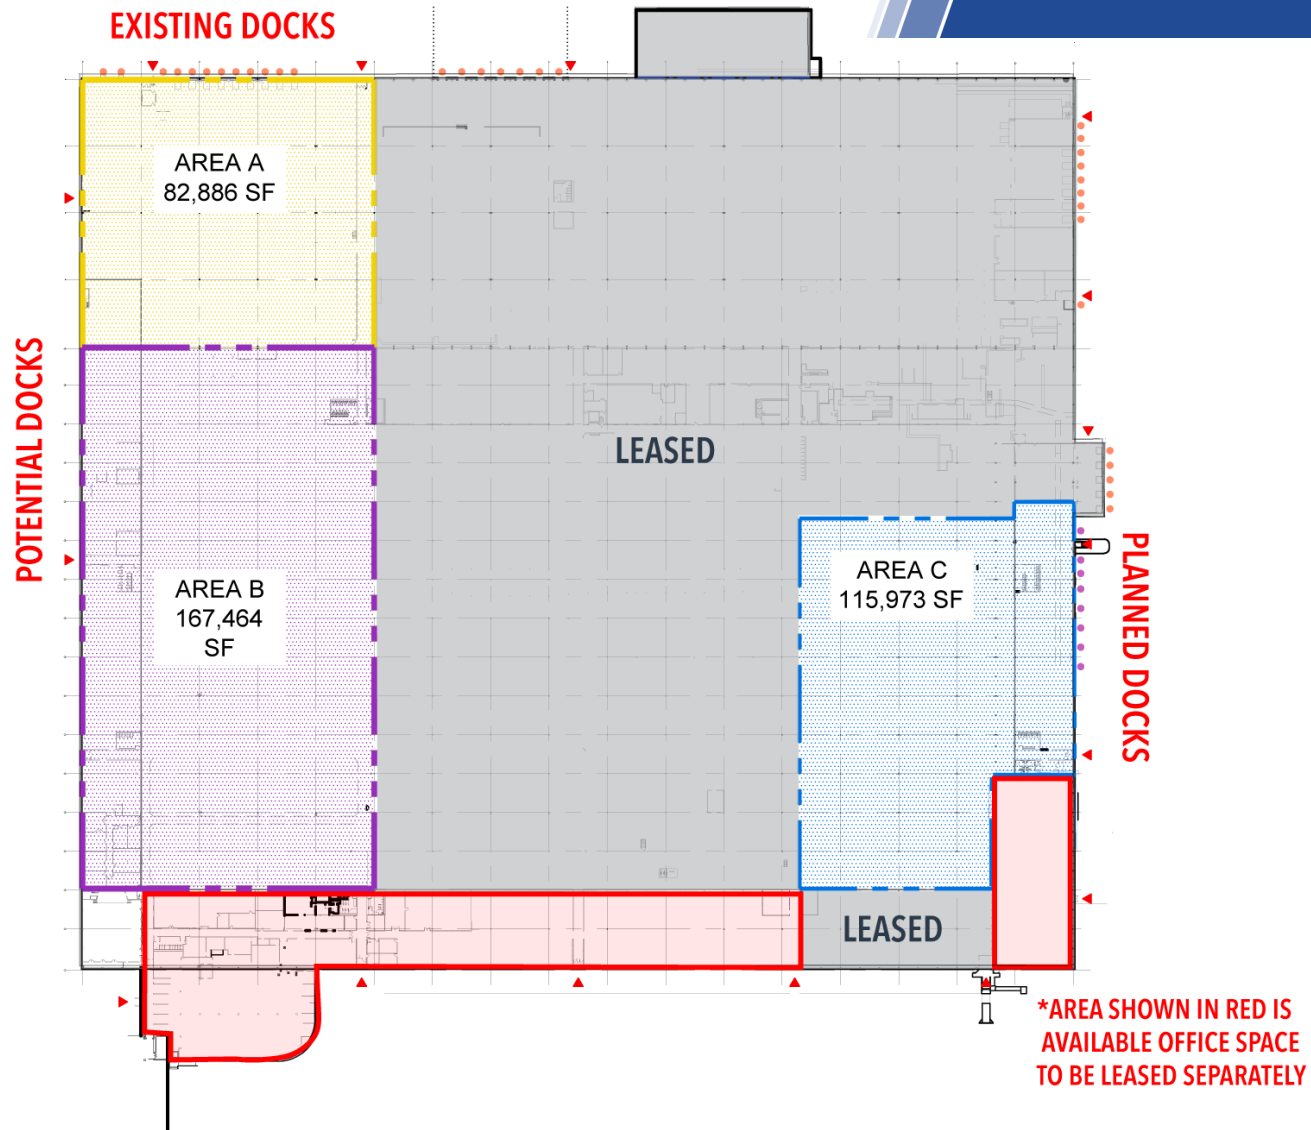 EXISTING DOCKS
AREA A
82,886 SF
POTENTIAL DOCKS
LEASED
AREA B
167,464
SF
AREA C
115,973 SF
PLANNED DOCKS
LEASED
*AREA SHOWN IN RED IS
AVAILABLE OFFICE SPACE
TO BE LEASED SEPARATELY